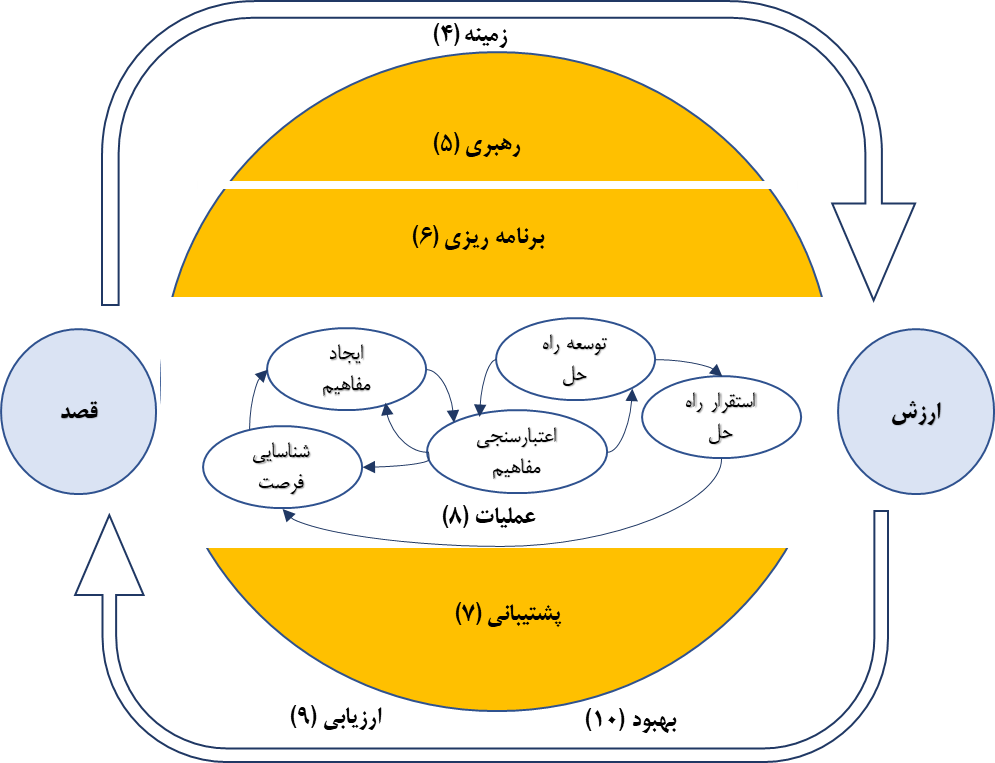 زمینه (۴)
رهبری (۵)
برنامه ریزی (۶)
توسعه راه
حل
ایجاد
مفاهیم
استقرار راه
حل
ارزش
قصد
اعتبارسنجی
مفاهیم
شناسایی
فرصت
عملیات (۸)
پشتیبانی (۷)
بهبود (۱۰)
ارزیابی (۹)